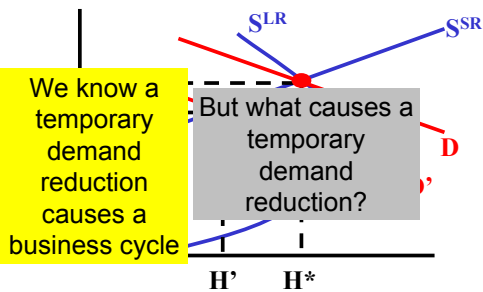 S^LR
S^SR
We know a
temporary
demand
reduction
causes a
business cycle
But what causes a
temporary
demand
reduction?
D
H' H*